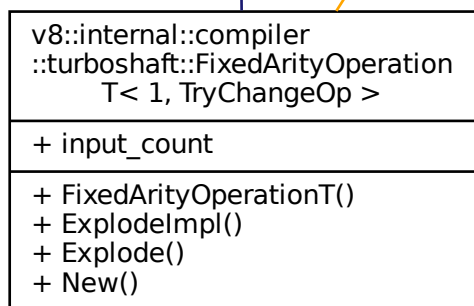 v8::internal::compiler
::turboshaft::FixedArityOperation
T< 1, TryChangeOp >
+ input_count
+ FixedArityOperationT()
+ ExplodeImpl()
+ Explode()
+ New()